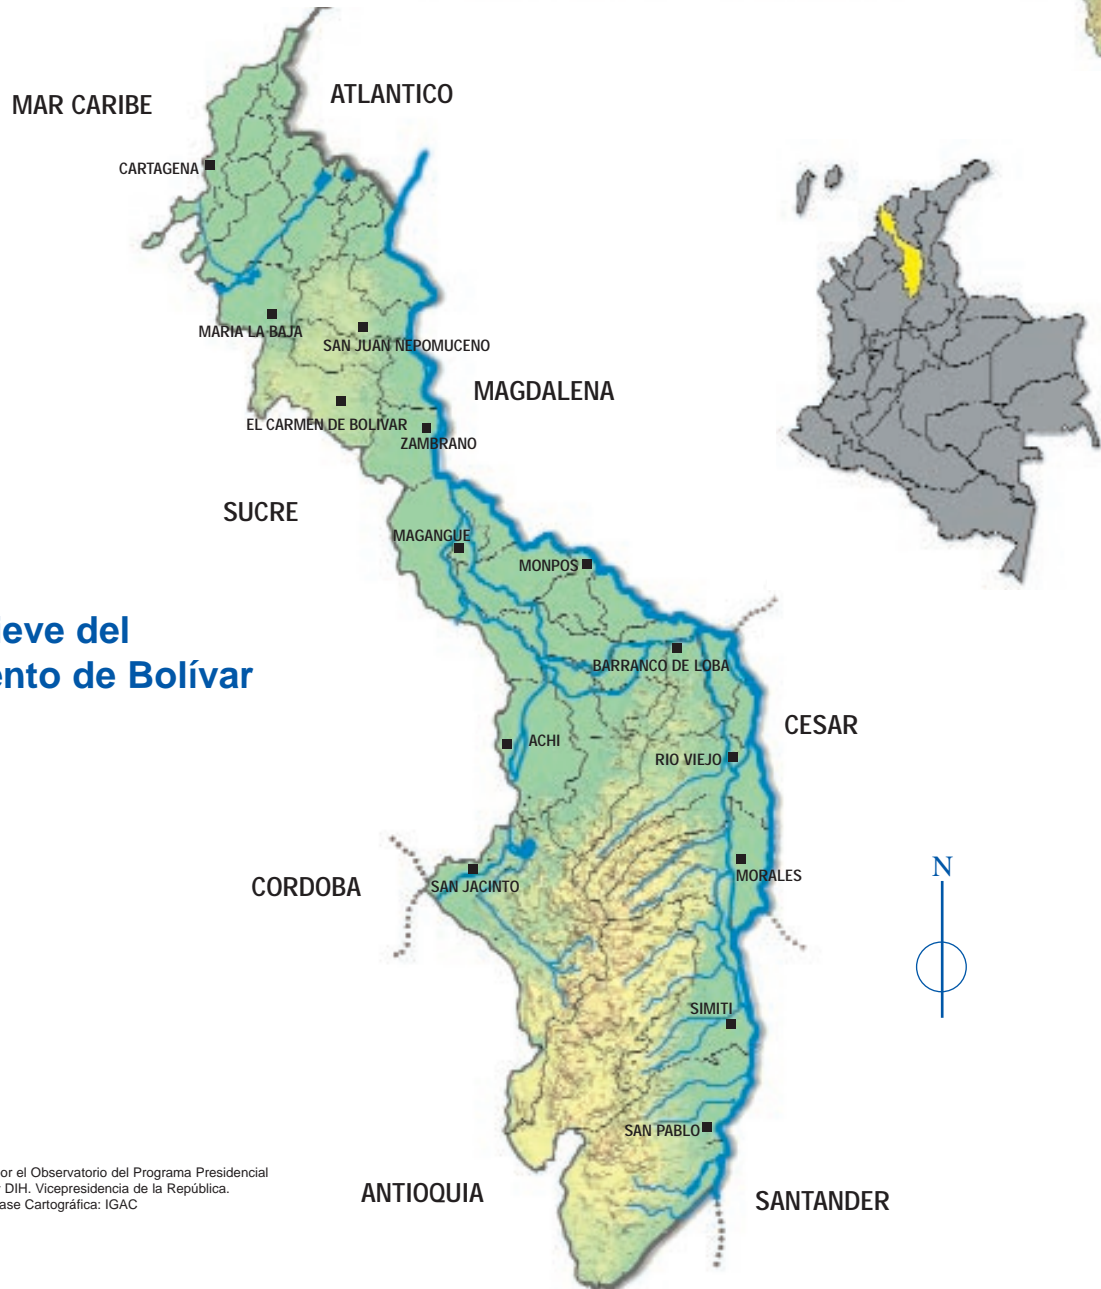 MAR CARIBE
ATLANTICO
CARTAGENA
MARIA LA BAJA
SAN JUAN NEPOMUCENO
MAGDALENA
EL CARMEN DE BOLIVAR
ZAMBRANO
SUCRE
MAGANGUE
MONPOS
eve del
ento de Bolívar
BARRANCO DE LOBA
CESAR
ACHI
RIO VIEJO
CORDOBA
SAN JACINTO
MORALES
N
SIMITI
SAN PABLO
or el Observatorio del Programa Presidencial
DIH. Vicepresidencia de la República.
ase Cartográfica: IGAC
ANTIOQUIA
SANTANDER